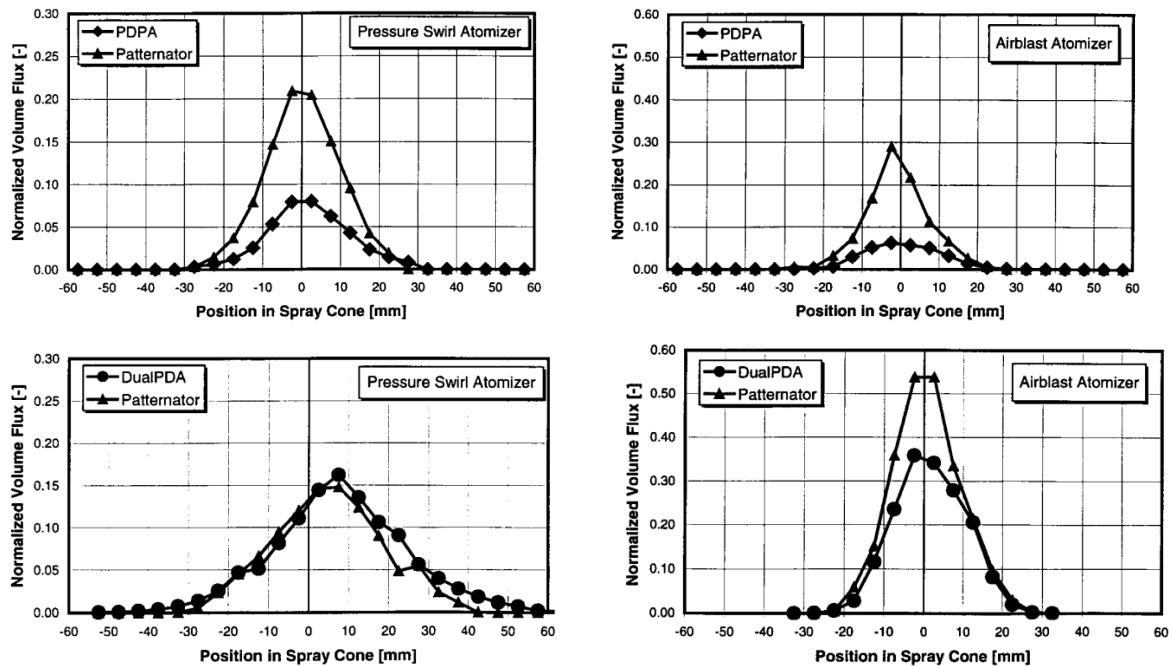 Normalized Volume Flux [-]
0.30
0.25
0.20
0.15
0.10
0.05
0.00
PDPA
Patternator
Pressure Swirl Atomizer
-60 -50 -40 -30 -20 -10 0 10 20 30 40 50 60
Position in Spray Cone [mm]
Normalized Volume Flux [-]
0.60
0.50
0.40
0.30
0.20
0.10
0.00
PDPA
Patternator
Airblast Atomizer
-60 -50 -40 -30 -20 -10 0 10 20 30 40 50 60
Position in Spray Cone [mm]
Normalized Volume Flux [-]
0.30
0.25
0.20
0.15
0.10
0.05
0.00
DualPDA
Patternator
Pressure Swirl Atomizer
-60 -50 -40 -30 -20 -10 0 10 20 30 40 50 60
Position in Spray Cone [mm]
Normalized Volume Flux [-]
0.60
0.50
0.40
0.30
0.20
0.10
0.00
DualPDA
Patternator
Airblast Atomizer
-60 -50 -40 -30 -20 -10 0 10 20 30 40 50 60
Position in Spray Cone [mm]